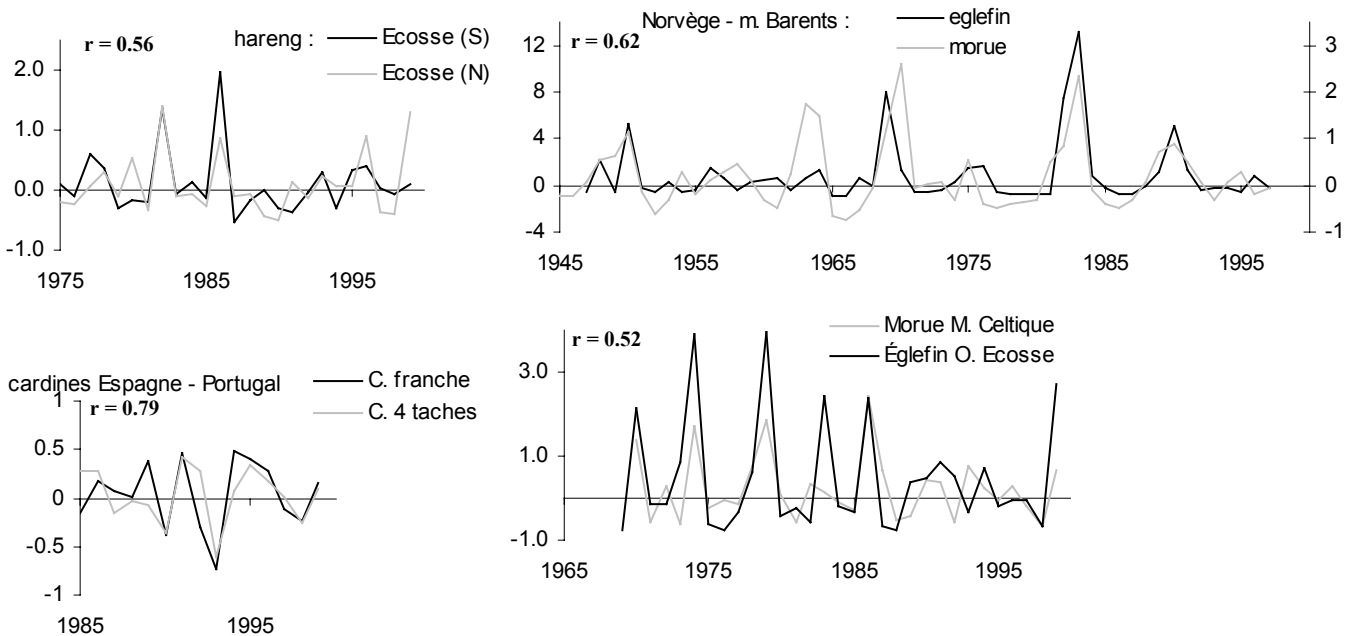 hareng :
Ecosse (S)
Ecosse (N)
r = 0.56
2.0
1.0
0.0
-1.0
1975
1985
1995
Norvège - m. Barents :
eglefin
morue
r = 0.62
12
8
4
0
-4
3
2
1
0
-1
1945
1955
1965
1975
1985
1995
cardines Espagne - Portugal
C. franche
C. 4 taches
r = 0.79
1
0.5
0
-0.5
-1
1985
1995
Morue M. Celtique
Églefin O. Ecosse
r = 0.52
3.0
1.0
-1.0
1965
1975
1985
1995